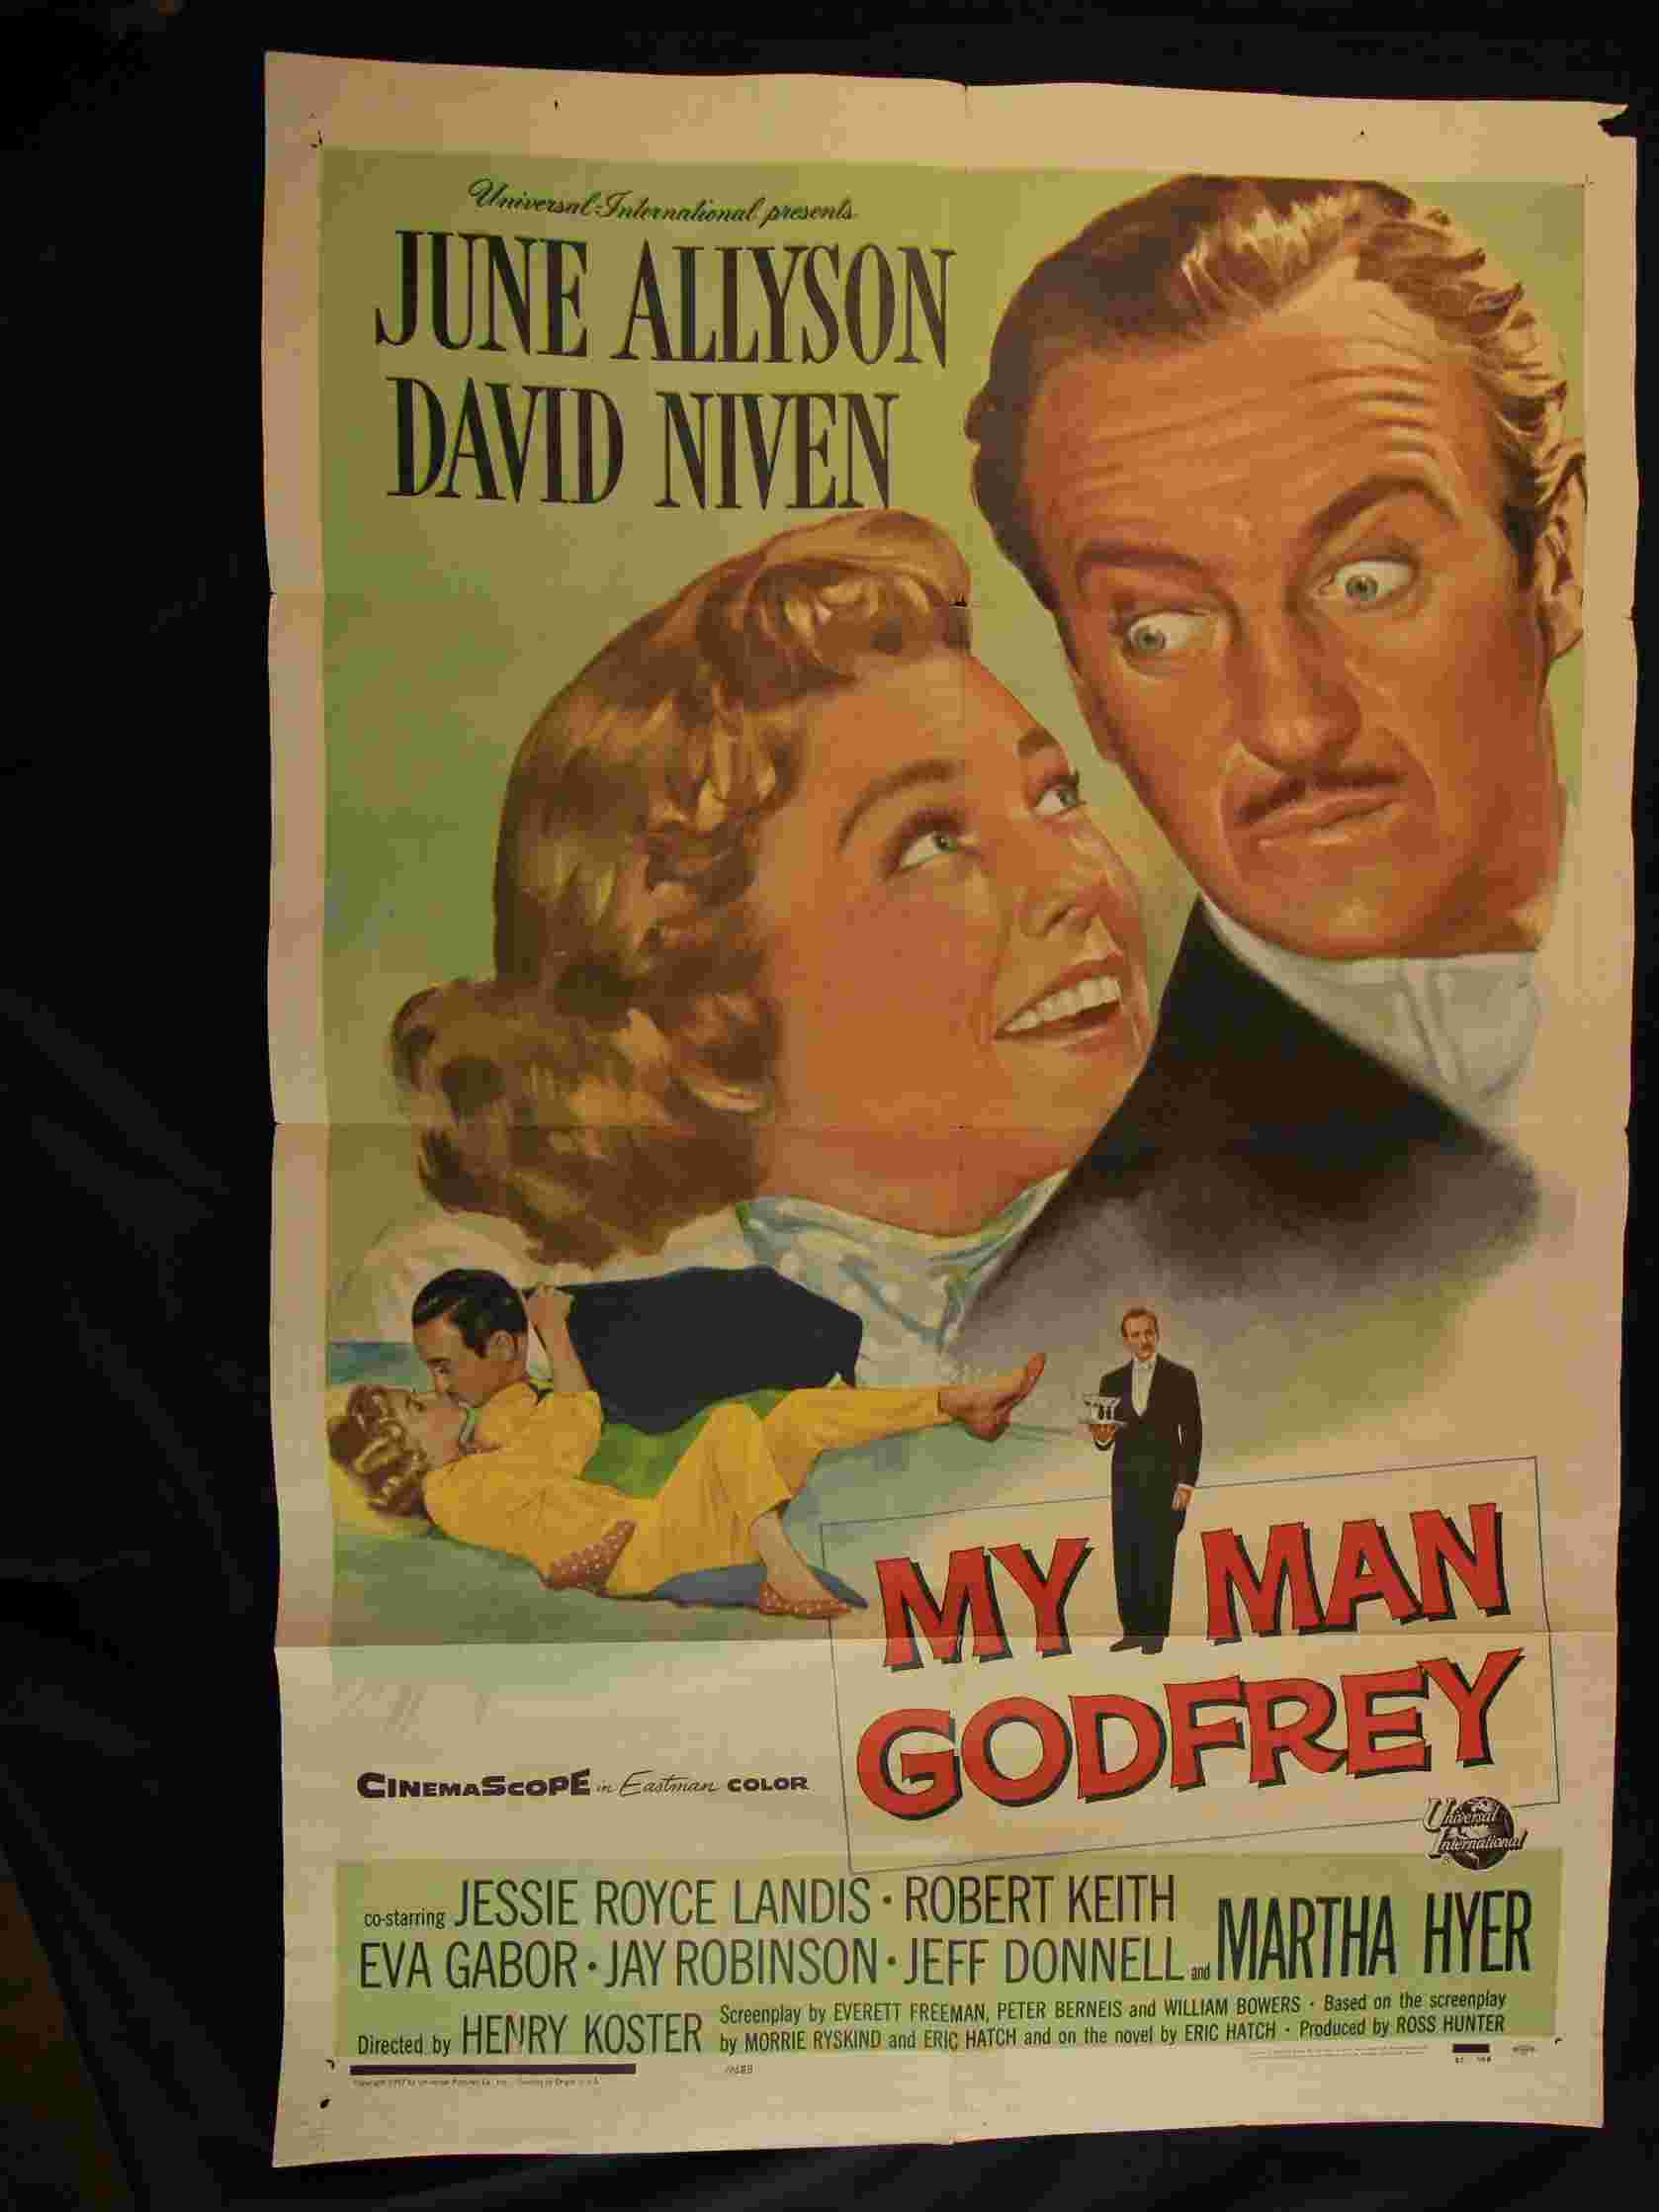 Universal-International presents
JUNE ALLYSON
DAVID NIVEN
MY MAN
GODFREY
CINEMASCOPE in Eastman COLOR
Universal
International
co-starring JESSIE ROYCE LANDIS · ROBERT KEITH
EVA GABOR · JAY ROBINSON · JEFF DONNELL and MARTHA HYER
Directed by HENRY KOSTER
Screenplay by EVERETT FREEMAN, PETER BERNEIS and WILLIAM BOWERS · Based on the screenplay
by MORRIE RYSKIND and ERIC HATCH and on the novel by ERIC HATCH · Produced by ROSS HUNTER